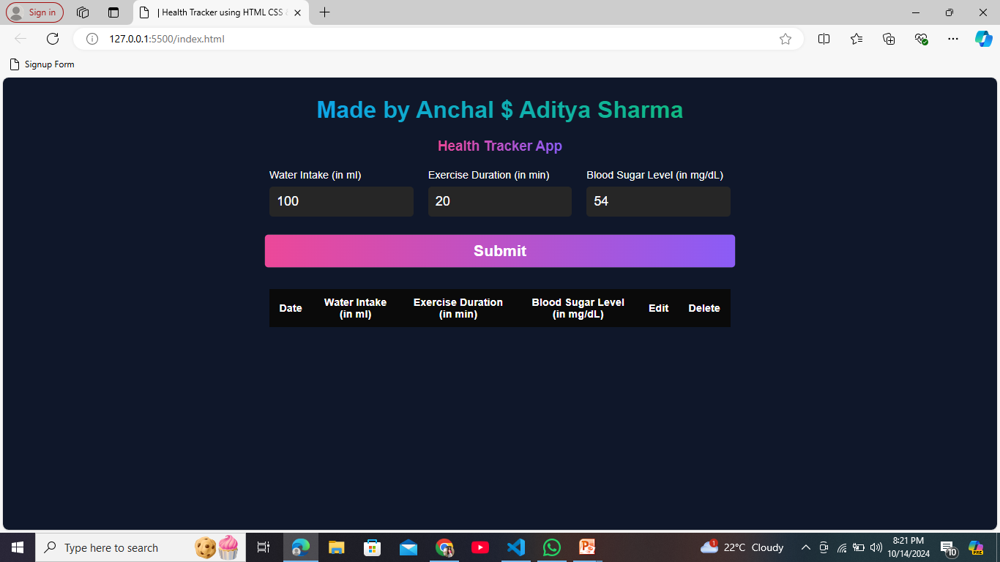 Sign in
| Health Tracker using HTML CSS
127.0.0.1:5500/index.html
Signup Form
Made by Anchal $ Aditya Sharma
Health Tracker App
Water Intake (in ml) Exercise Duration (in min) Blood Sugar Level (in mg/dL)
100 20 54
Submit
Date Water Intake (in ml) Exercise Duration (in min) Blood Sugar Level (in mg/dL) Edit Delete
Type here to search
1
22°C Cloudy
8:21 PM
10/14/2024
10
PRE